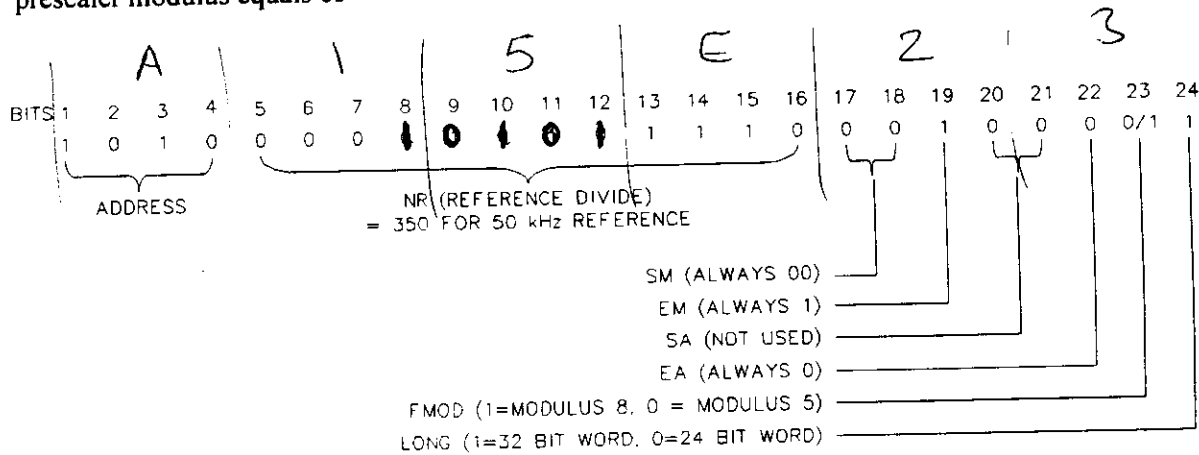 prescaler modulus equals
A 1 5 E 2 3
BITS 1 2 3 4 5 6 7 8 9 10 11 12 13 14 15 16 17 18 19 20 21 22 23 24
1 0 1 0 0 0 0 1 0 1 0 1 1 1 1 0 0 0 1 0 0 0 0/1 1
ADDRESS
NR (REFERENCE DIVIDE)
= 350 FOR 50 kHz REFERENCE
SM (ALWAYS 00)
EM (ALWAYS 1)
SA (NOT USED)
EA (ALWAYS 0)
FMOD (1=MODULUS 8, 0 = MODULUS 5)
LONG (1=32 BIT WORD, 0=24 BIT WORD)